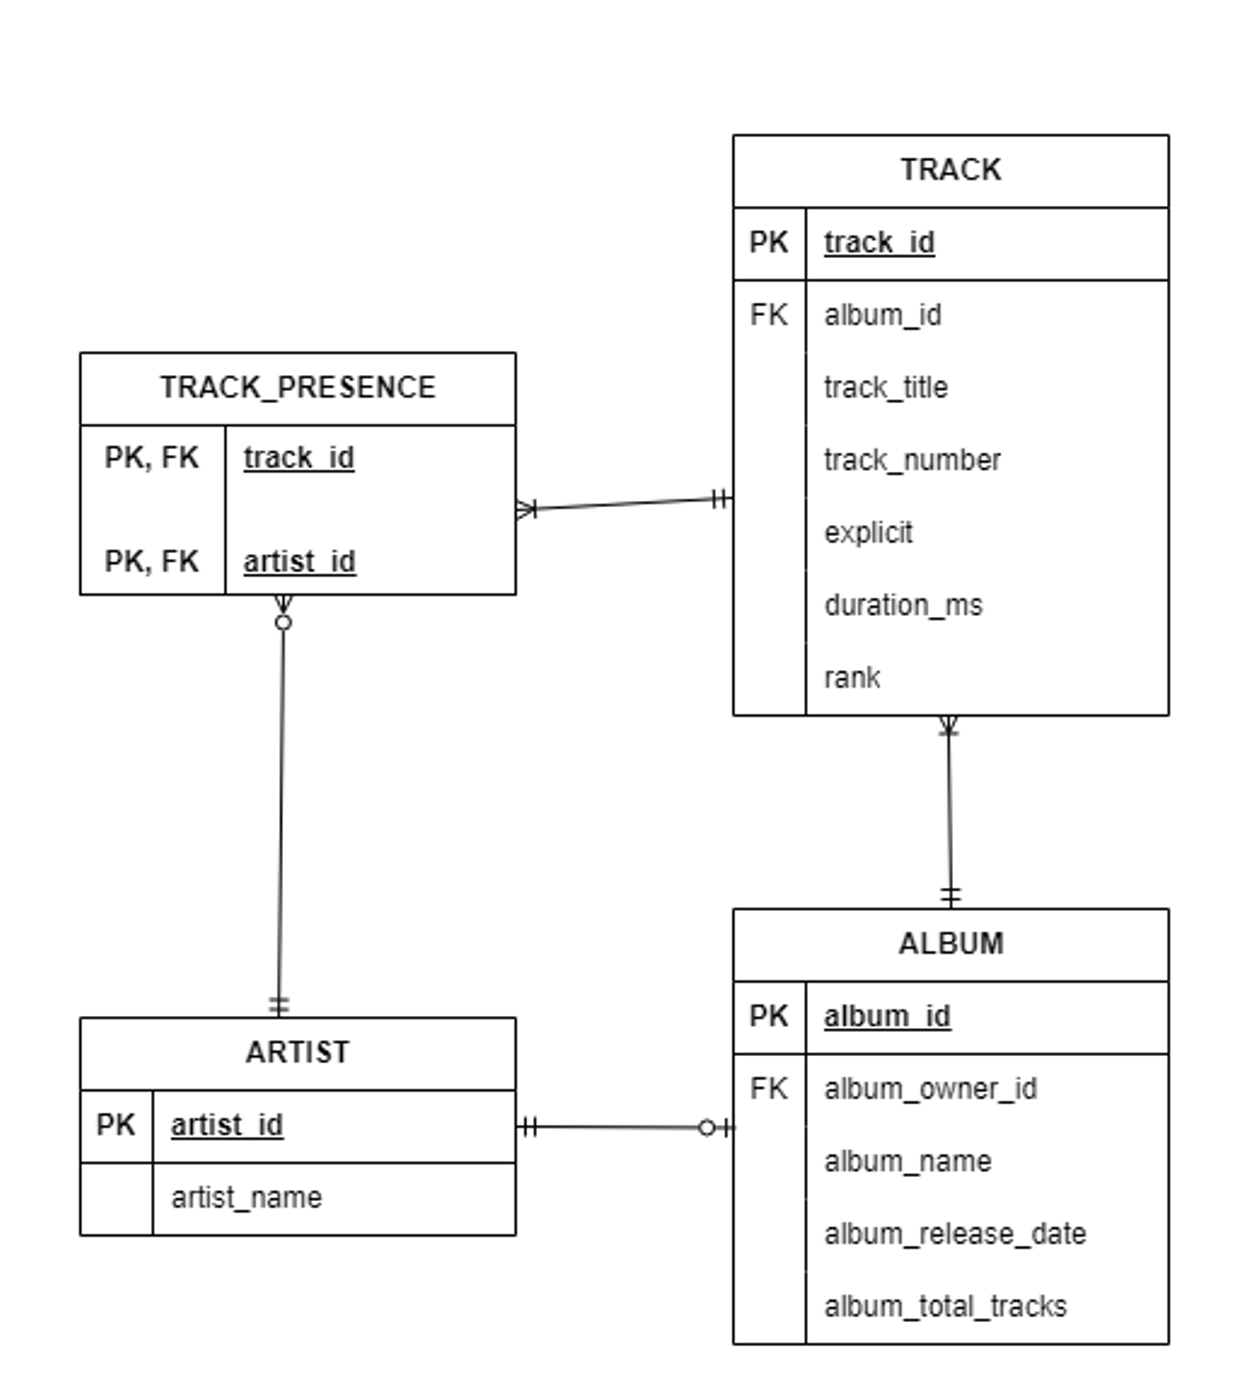 TRACK
PK track_id
FK album_id
track_title
track_number
explicit
duration_ms
rank
TRACK_PRESENCE
PK, FK track_id
PK, FK artist_id
ALBUM
PK album_id
FK album_owner_id
album_name
album_release_date
album_total_tracks
ARTIST
PK artist_id
artist_name